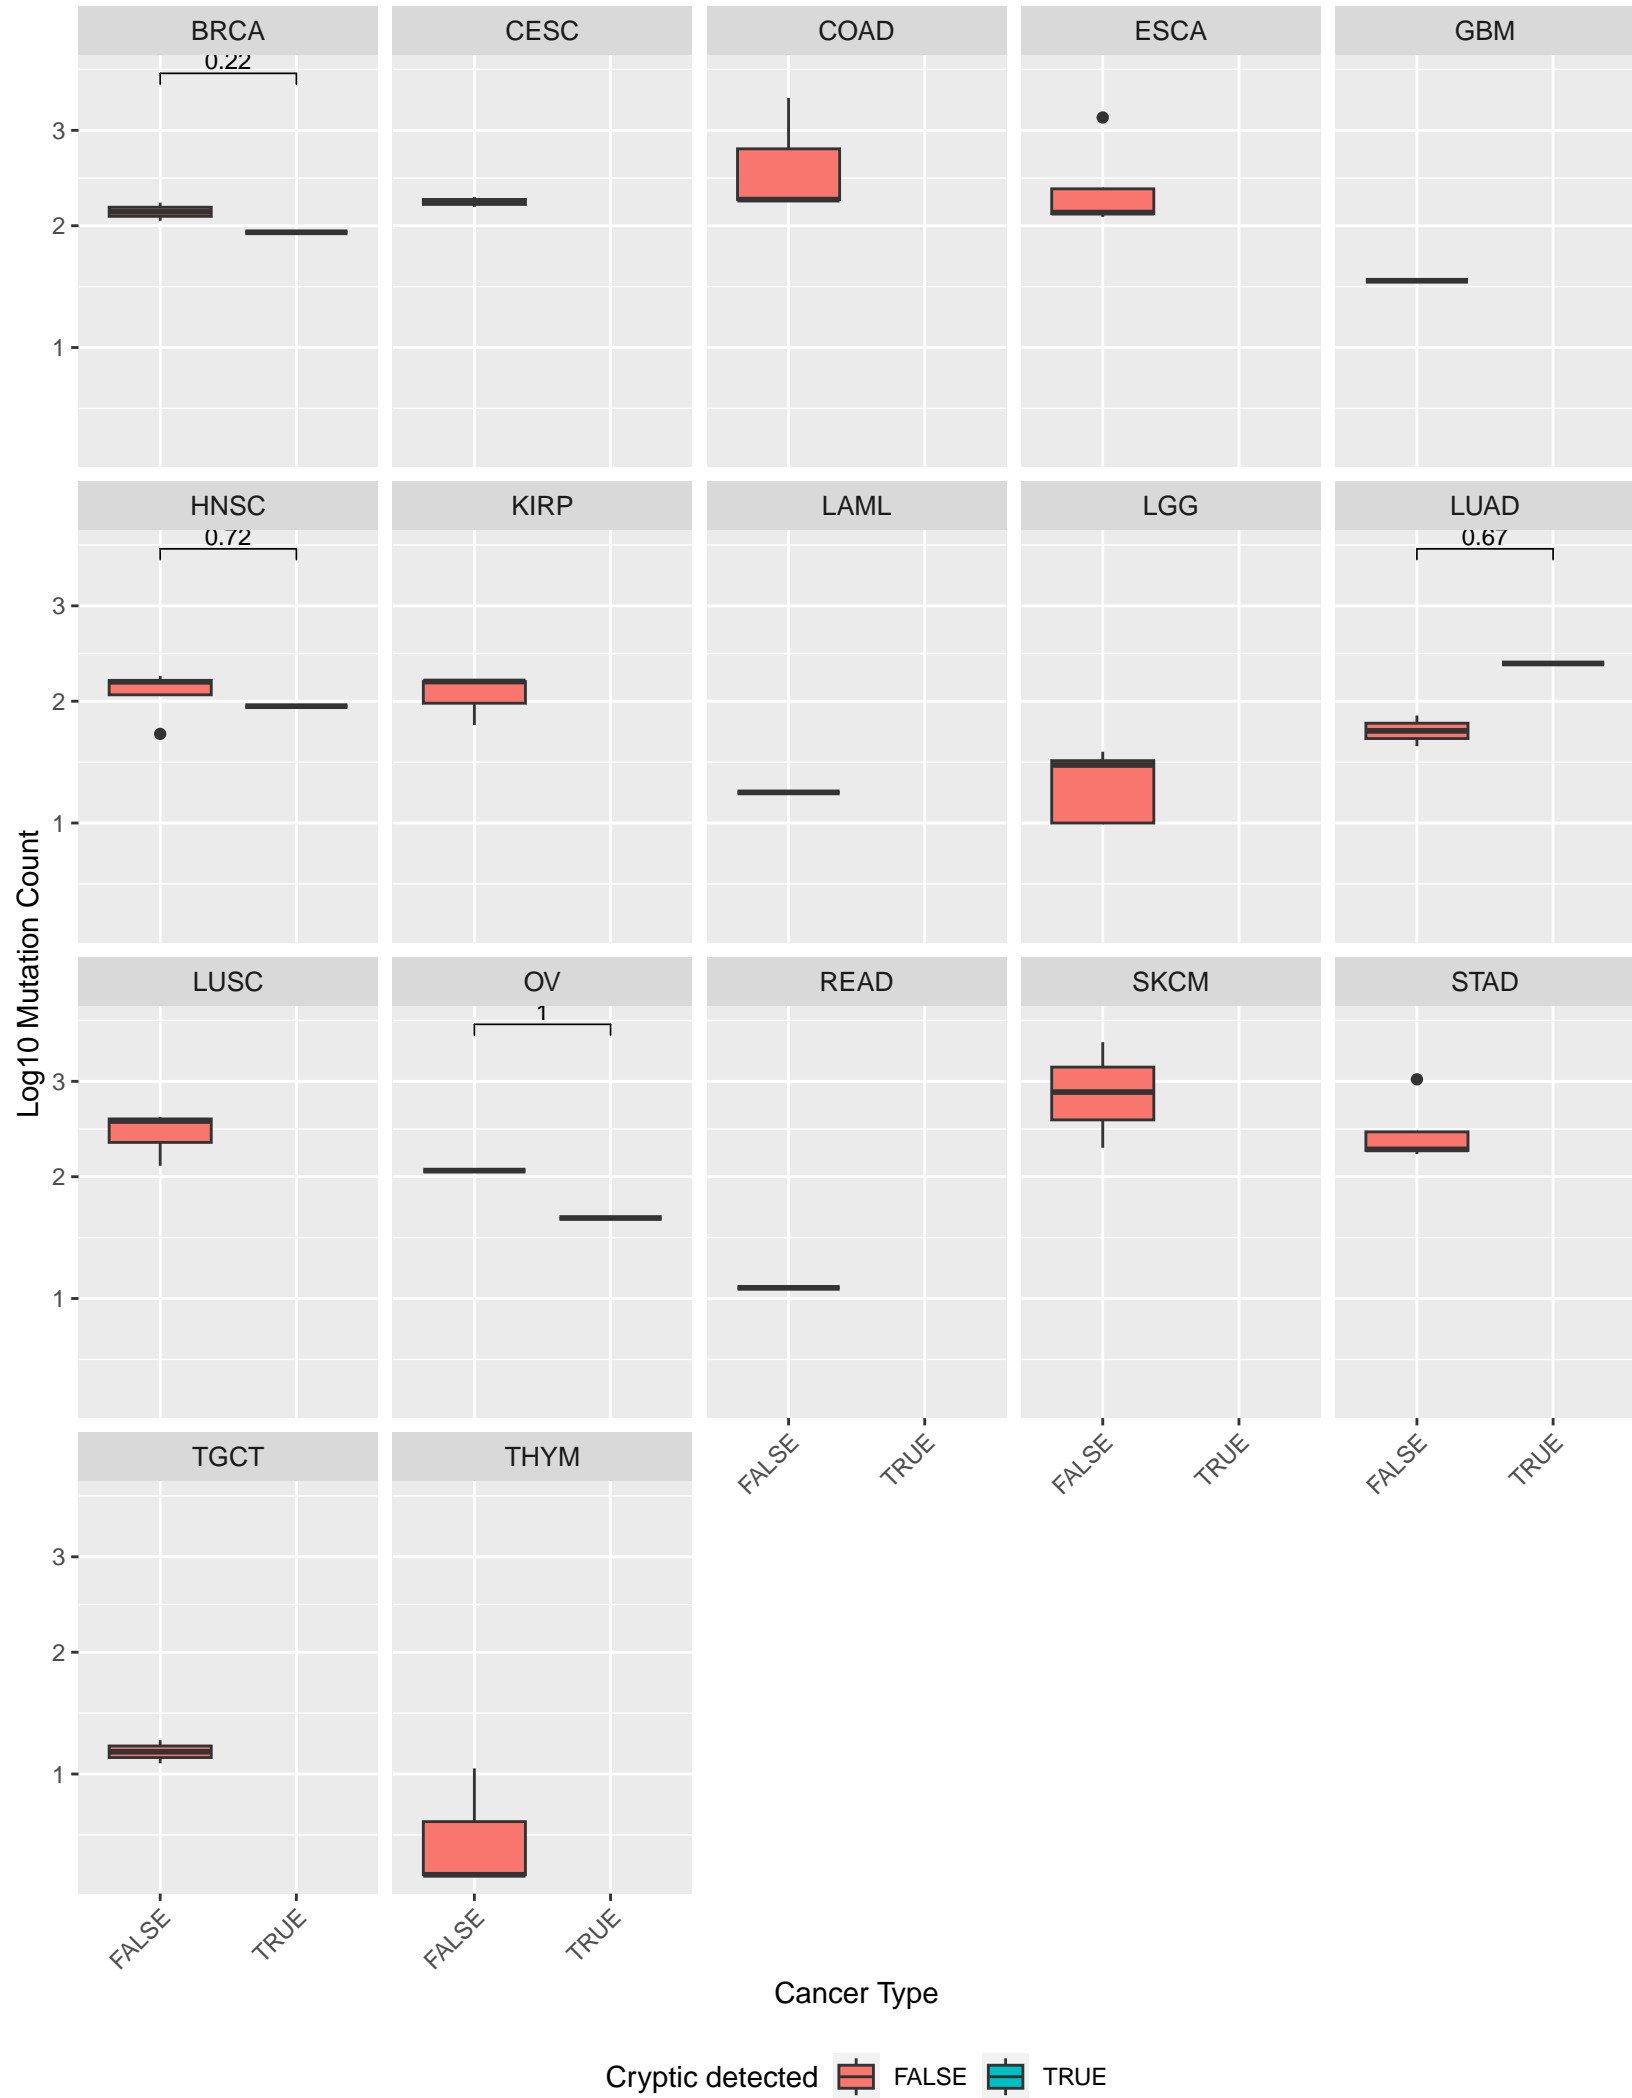 BRCA CESC COAD ESCA GBM
0.22
3
2
1
HNSC KIRP LAML LGG LUAD
0.72 0.67
3
2
1
Log10 Mutation Count
LUSC OV READ SKCM STAD
1
3
2
1
FALSE TRUE FALSE TRUE FALSE TRUE
TGCT THYM
3
2
1
FALSE TRUE FALSE TRUE
Cancer Type
Cryptic detected FALSE TRUE